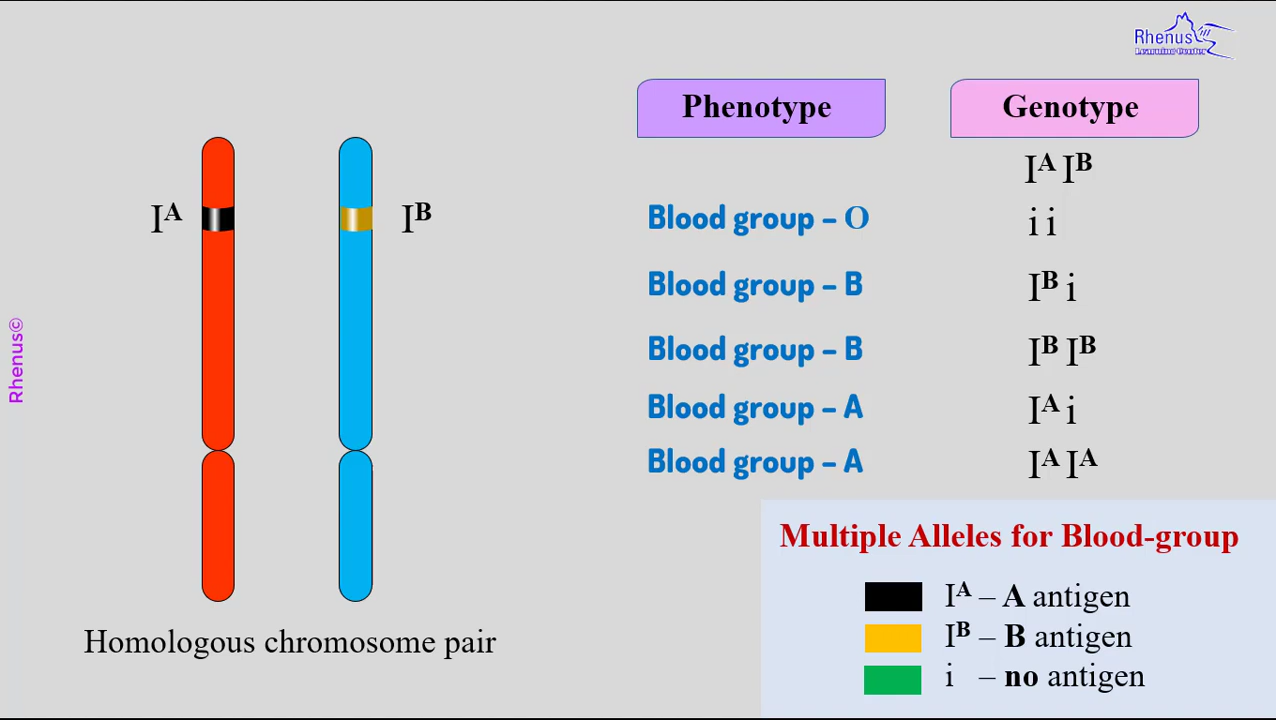 Rhenus
Learning Center
Phenotype Genotype
Iᴬ Iᴮ
Blood group – O i i
Blood group – B Iᴮ i
Blood group – B Iᴮ Iᴮ
Blood group – A Iᴬ i
Blood group – A Iᴬ Iᴬ
Iᴬ Iᴮ
Homologous chromosome pair
Multiple Alleles for Blood-group
Iᴬ – A antigen
Iᴮ – B antigen
i – no antigen
Rhenus©